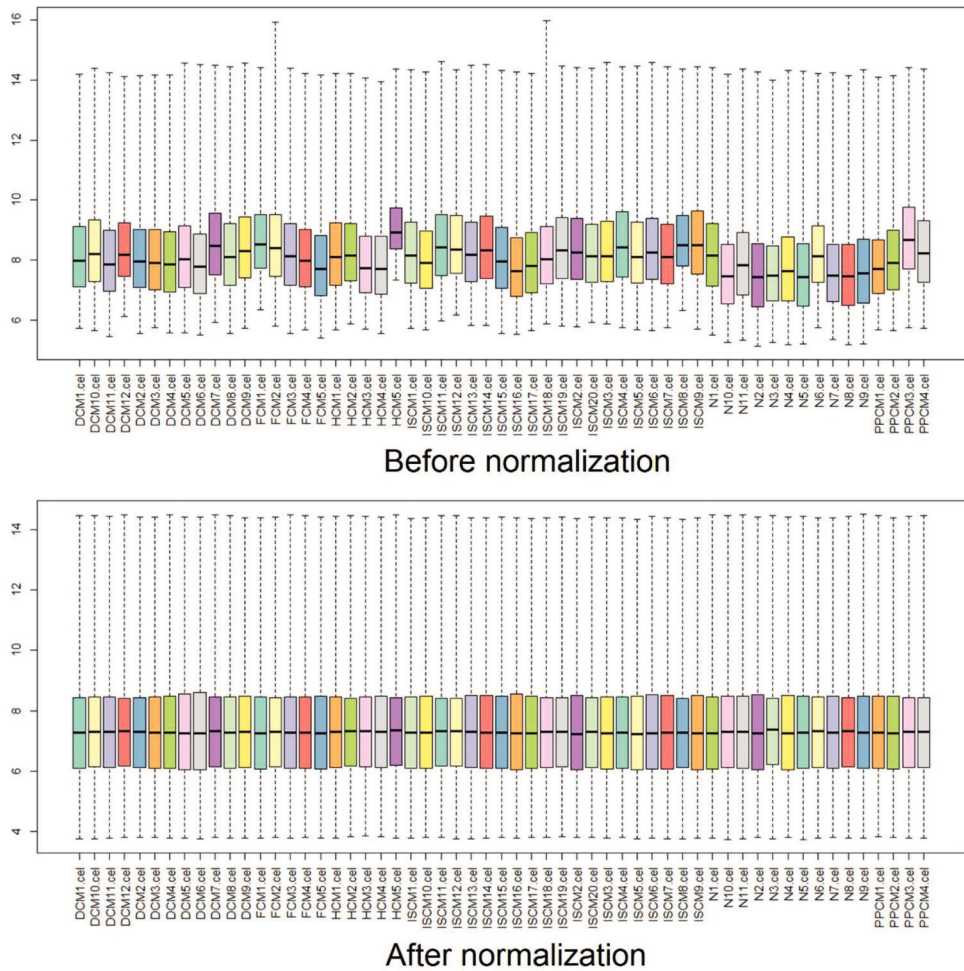 16
14
12
10
8
6
DCM1.cel
DCM10.cel
DCM11.cel
DCM12.cel
DCM2.cel
DCM3.cel
DCM4.cel
DCM5.cel
DCM6.cel
DCM7.cel
DCM8.cel
DCM9.cel
FCM1.cel
FCM2.cel
FCM3.cel
FCM4.cel
FCM5.cel
HCM1.cel
HCM2.cel
HCM3.cel
HCM4.cel
HCM5.cel
ISCM1.cel
ISCM10.cel
ISCM11.cel
ISCM12.cel
ISCM13.cel
ISCM14.cel
ISCM15.cel
ISCM16.cel
ISCM17.cel
ISCM18.cel
ISCM19.cel
ISCM2.cel
ISCM20.cel
ISCM3.cel
ISCM4.cel
ISCM5.cel
ISCM6.cel
ISCM7.cel
ISCM8.cel
ISCM9.cel
N1.cel
N10.cel
N11.cel
N2.cel
N3.cel
N4.cel
N5.cel
N6.cel
N7.cel
N8.cel
N9.cel
PPCM1.cel
PPCM2.cel
PPCM3.cel
PPCM4.cel
Before normalization
14
12
10
8
6
4
DCM1.cel
DCM10.cel
DCM11.cel
DCM12.cel
DCM2.cel
DCM3.cel
DCM4.cel
DCM5.cel
DCM6.cel
DCM7.cel
DCM8.cel
DCM9.cel
FCM1.cel
FCM2.cel
FCM3.cel
FCM4.cel
FCM5.cel
HCM1.cel
HCM2.cel
HCM3.cel
HCM4.cel
HCM5.cel
ISCM1.cel
ISCM10.cel
ISCM11.cel
ISCM12.cel
ISCM13.cel
ISCM14.cel
ISCM15.cel
ISCM16.cel
ISCM17.cel
ISCM18.cel
ISCM19.cel
ISCM2.cel
ISCM20.cel
ISCM3.cel
ISCM4.cel
ISCM5.cel
ISCM6.cel
ISCM7.cel
ISCM8.cel
ISCM9.cel
N1.cel
N10.cel
N11.cel
N2.cel
N3.cel
N4.cel
N5.cel
N6.cel
N7.cel
N8.cel
N9.cel
PPCM1.cel
PPCM2.cel
PPCM3.cel
PPCM4.cel
After normalization